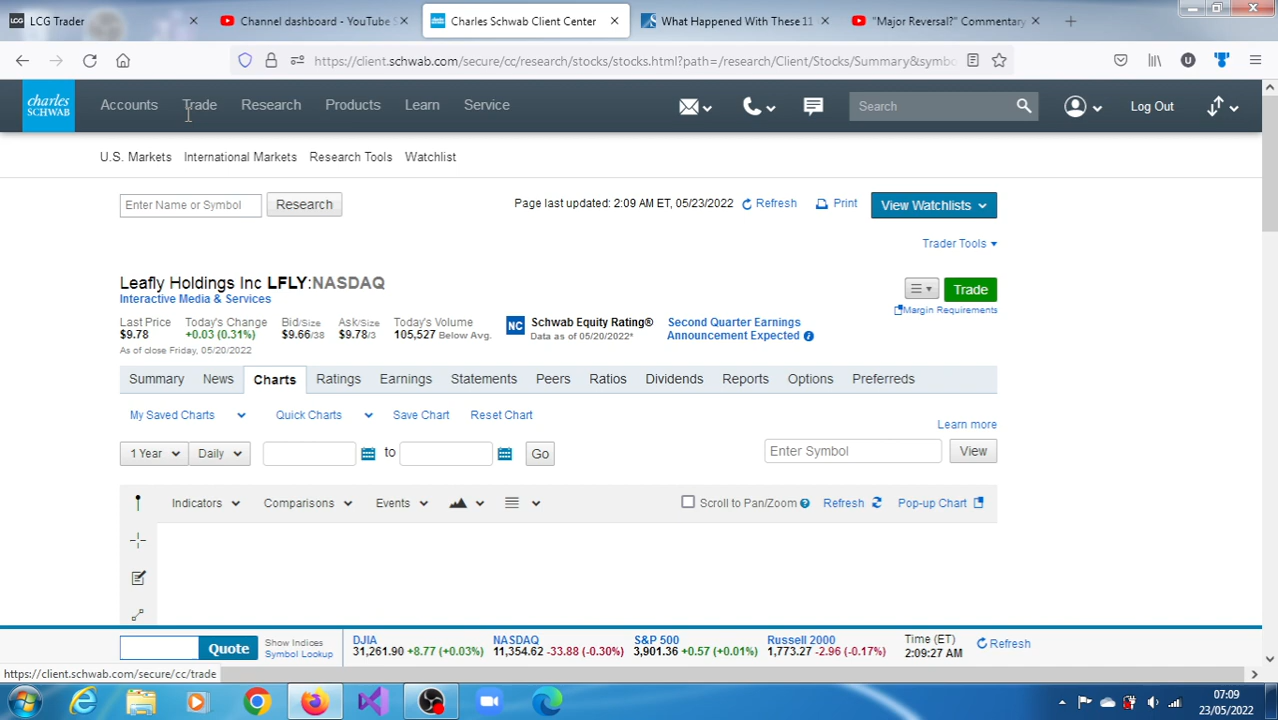 LCG LCG Trader × Channel dashboard - YouTube S × Charles Schwab Client Center × What Happened With These 11 × "Major Reversal?" Commentary × +
https://client.schwab.com/secure/cc/research/stocks/stocks.html?path=/research/Client/Stocks/Summary&symbo
charles SCHWAB Accounts Trade Research Products Learn Service Search Log Out
U.S. Markets International Markets Research Tools Watchlist
Enter Name or Symbol Research Page last updated: 2:09 AM ET, 05/23/2022 Refresh Print View Watchlists
Trader Tools
Leafly Holdings Inc LFLY:NASDAQ Trade
Interactive Media & Services
Margin Requirements
Last Price Today's Change Bid/Size Ask/Size Today's Volume NC Schwab Equity Rating® Second Quarter Earnings
$9.78 +0.03 (0.31%) $9.66/38 $9.78/3 105,527 Below Avg. Data as of 05/20/2022* Announcement Expected
As of close Friday, 05/20/2022
Summary News Charts Ratings Earnings Statements Peers Ratios Dividends Reports Options Preferreds
My Saved Charts Quick Charts Save Chart Reset Chart
Learn more
1 Year Daily to Go Enter Symbol View
Indicators Comparisons Events Scroll to Pan/Zoom Refresh Pop-up Chart
Quote Show Indices DJIA NASDAQ S&P 500 Russell 2000 Time (ET) Refresh
Symbol Lookup 31,261.90 +8.77 (+0.03%) 11,354.62 -33.88 (-0.30%) 3,901.36 +0.57 (+0.01%) 1,773.27 -2.96 (-0.17%) 2:09:27 AM
https://client.schwab.com/secure/cc/trade
07:09
23/05/2022